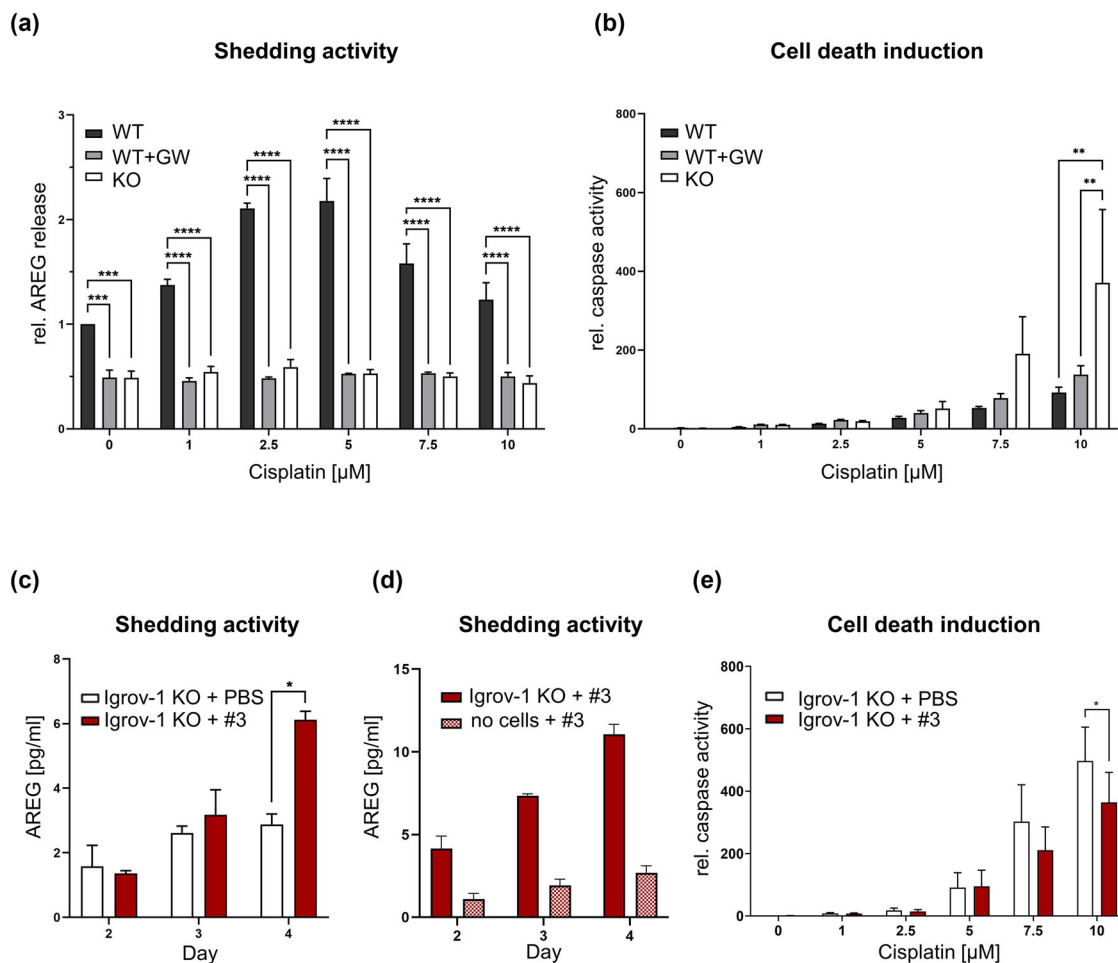 (a)
Shedding activity
3
2
1
0
rel. AREG release
WT
WT+GW
KO
*** ***
**** ****
**** ****
**** ****
**** ****
**** ****
0 1 2.5 5 7.5 10
Cisplatin [µM]
(b)
Cell death induction
800
600
400
200
0
rel. caspase activity
WT
WT+GW
KO
**
**
0 1 2.5 5 7.5 10
Cisplatin [µM]
(c)
Shedding activity
8
6
4
2
0
AREG [pg/ml]
Igrov-1 KO + PBS
Igrov-1 KO + #3
*
2 3 4
Day
(d)
Shedding activity
15
10
5
0
AREG [pg/ml]
Igrov-1 KO + #3
no cells + #3
2 3 4
Day
(e)
Cell death induction
800
600
400
200
0
rel. caspase activity
Igrov-1 KO + PBS
Igrov-1 KO + #3
*
0 1 2.5 5 7.5 10
Cisplatin [µM]